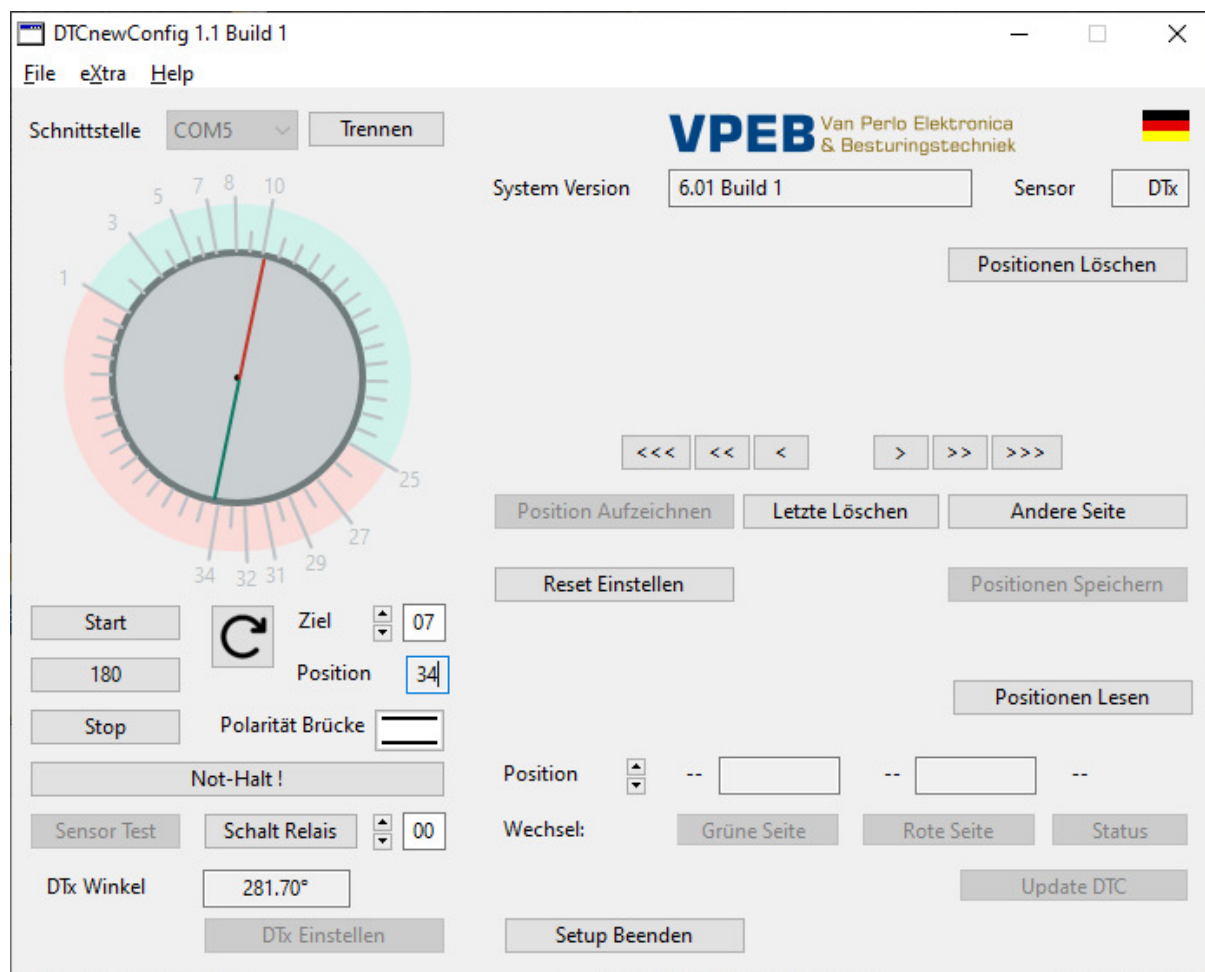 DTCnewConfig 1.1 Build 1
File eXtra Help
Schnittstelle COM5 Trennen
VPEB Van Perlo Elektronica
& Besturingstechniek
System Version 6.01 Build 1 Sensor DTx
1 3 5 7 8 10
Positionen Löschen
<<< << < > >> >>>
25
27
29
31
32
34
Position Aufzeichnen Letzte Löschen Andere Seite
Reset Einstellen Positionen Speichern
Start Ziel 07
180 Position 34
Positionen Lesen
Stop Polarität Brücke
Not-Halt !
Position -- -- --
Sensor Test Schalt Relais 00
Wechsel: Grüne Seite Rote Seite Status
DTx Winkel 281.70°
Update DTC
DTx Einstellen
Setup Beenden